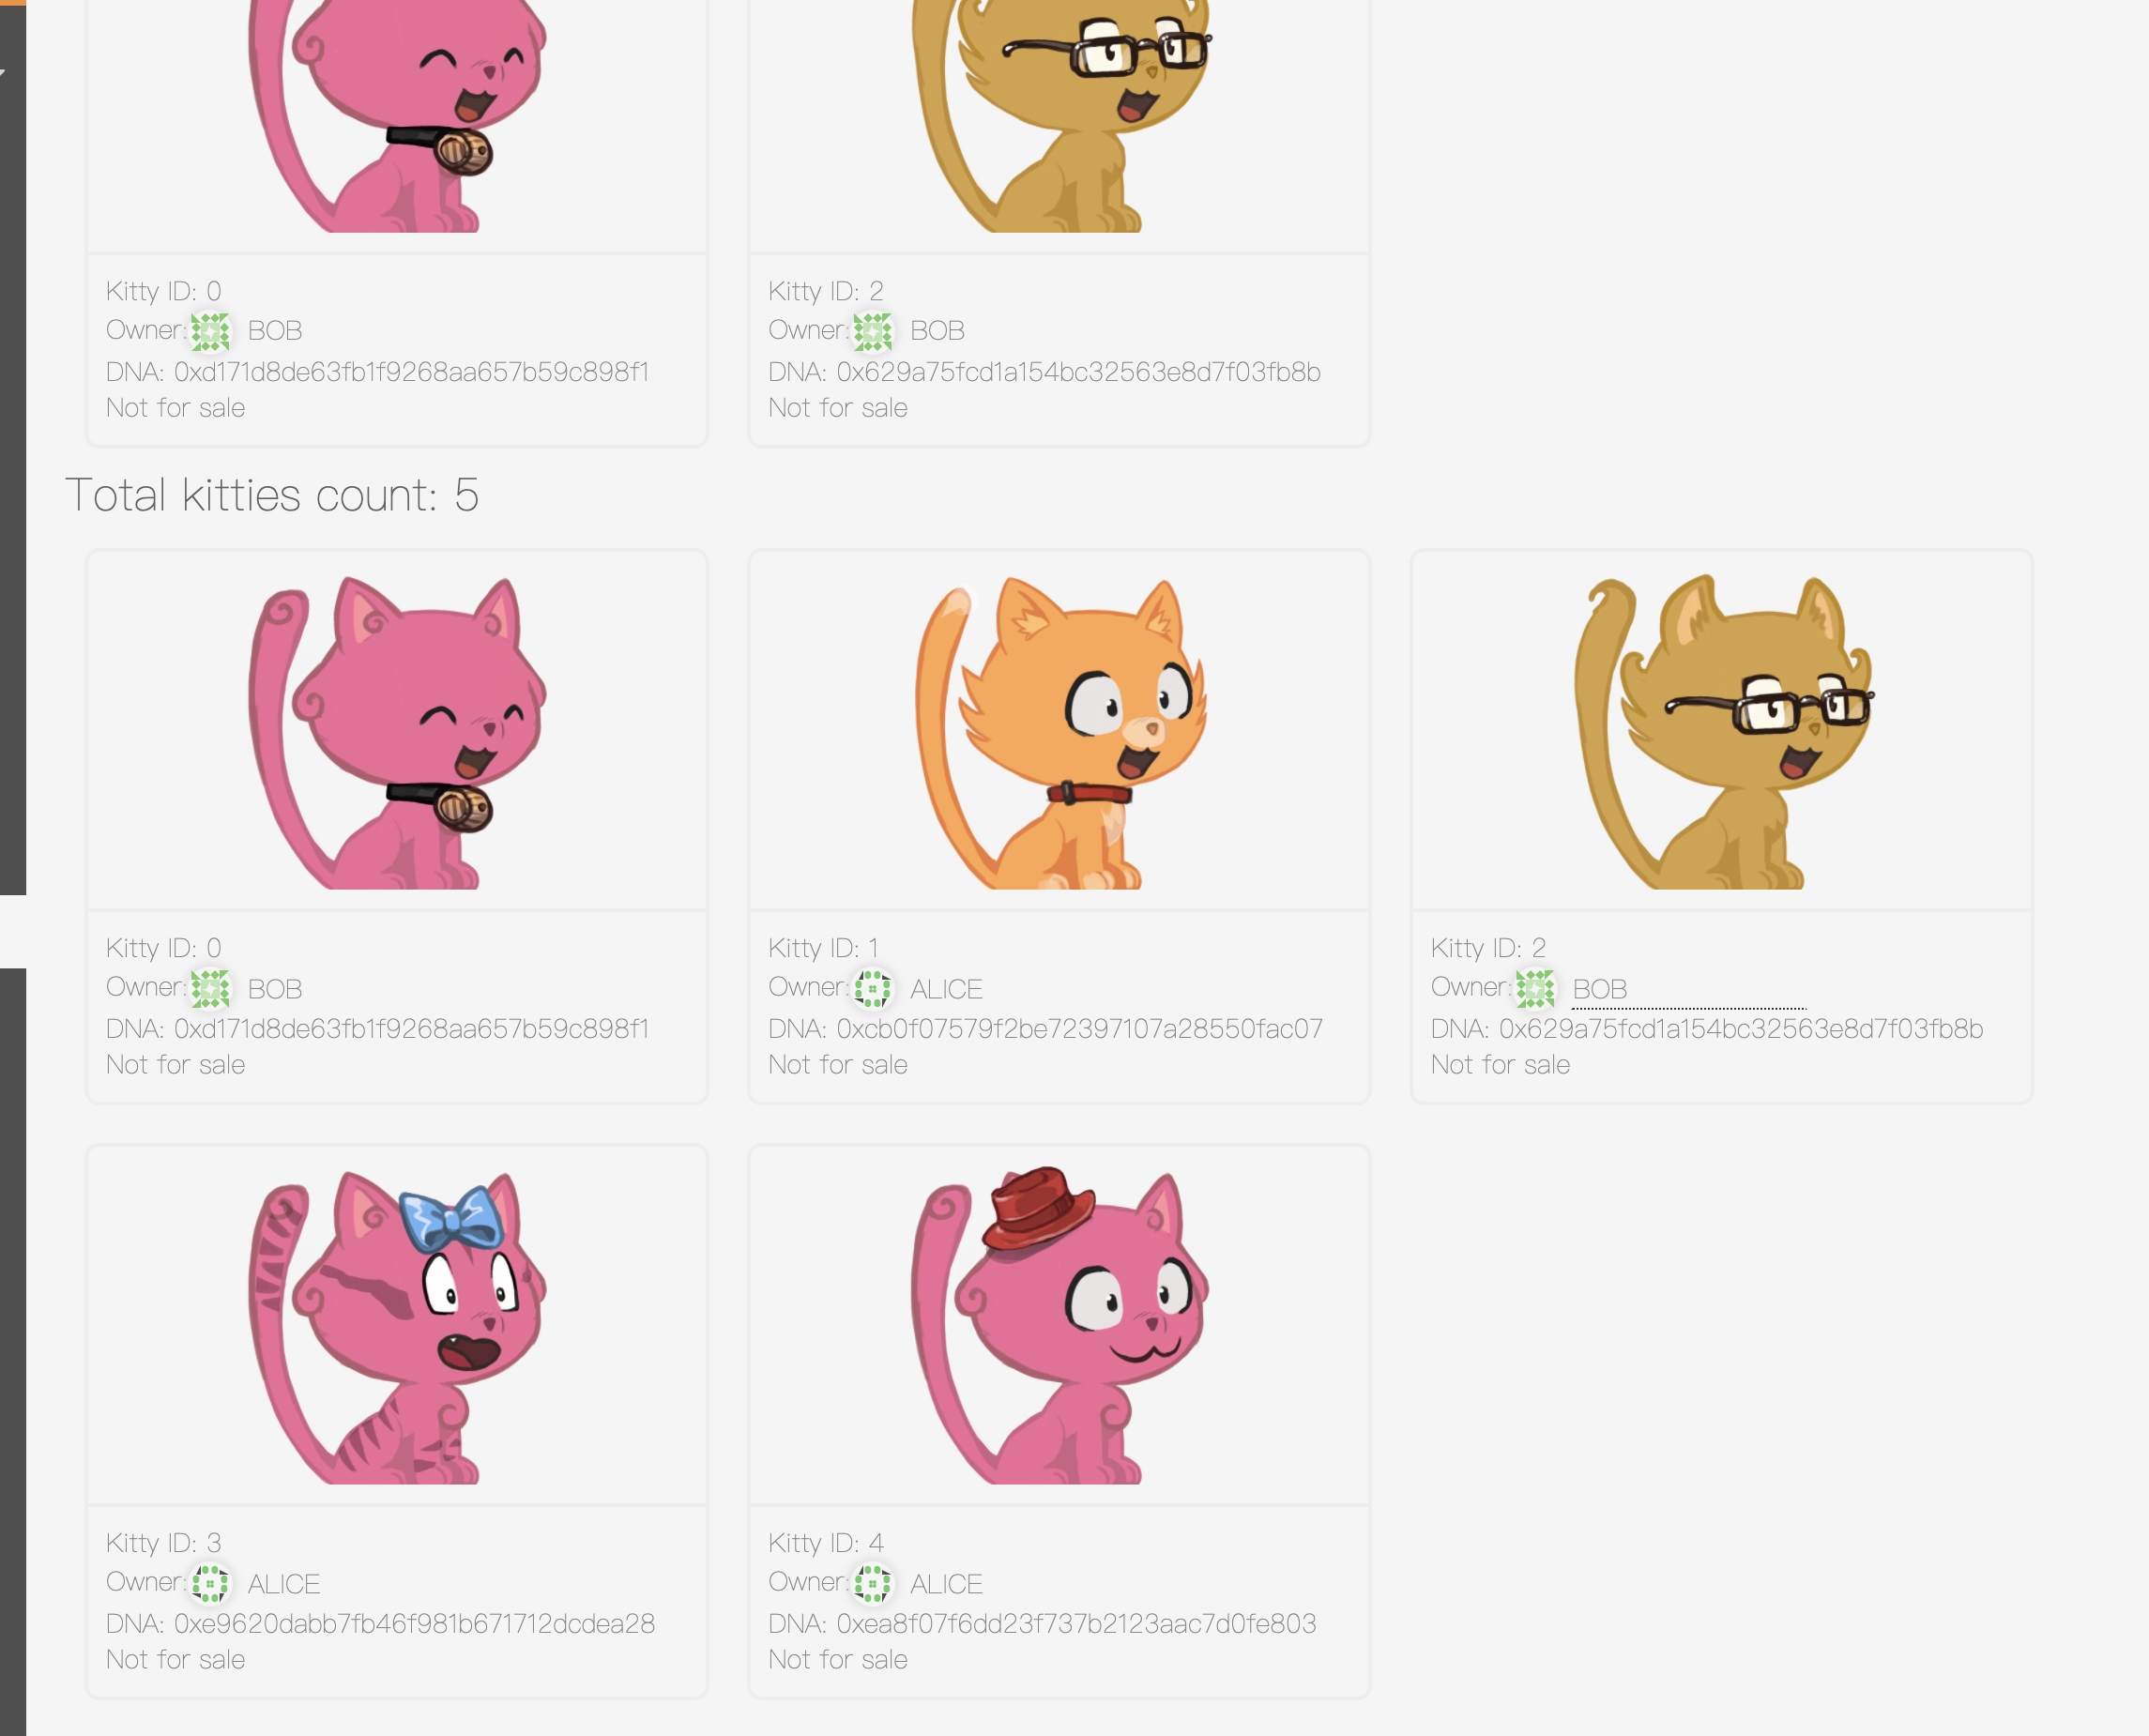 Kitty ID: 0
Owner: BOB
DNA: 0xd171d8de63fb1f9268aa657b59c898f1
Not for sale
Kitty ID: 2
Owner: BOB
DNA: 0x629a75fcd1a154bc32563e8d7f03fb8b
Not for sale
Total kitties count: 5
Kitty ID: 0
Owner: BOB
DNA: 0xd171d8de63fb1f9268aa657b59c898f1
Not for sale
Kitty ID: 1
Owner: ALICE
DNA: 0xcb0f07579f2be72397107a28550fac07
Not for sale
Kitty ID: 2
Owner: BOB
DNA: 0x629a75fcd1a154bc32563e8d7f03fb8b
Not for sale
Kitty ID: 3
Owner: ALICE
DNA: 0xe9620dabb7fb46f981b671712dcdea28
Not for sale
Kitty ID: 4
Owner: ALICE
DNA: 0xea8f07f6dd23f737b2123aac7d0fe803
Not for sale